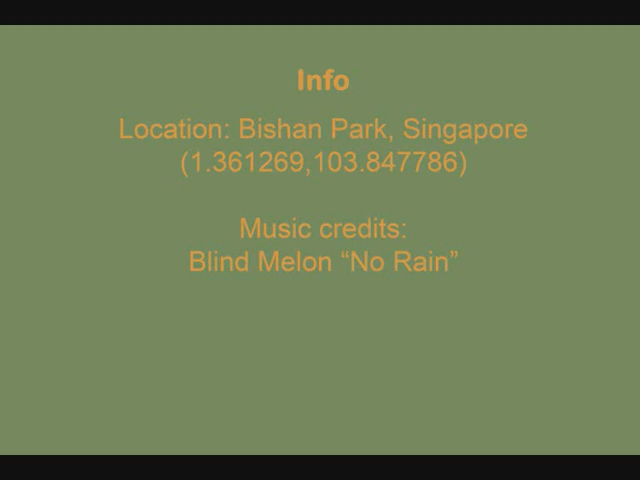 Info
Location: Bishan Park, Singapore
(1.361269,103.847786)
Music credits:
Blind Melon “No Rain”